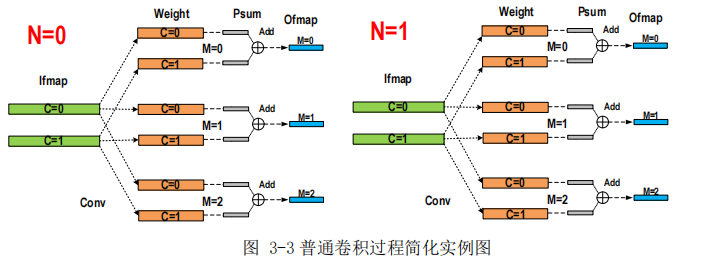 N=0
Weight Psum Ofmap
C=0 Add M=0
M=0
C=1
Ifmap
C=0 C=0 Add M=1
C=1 M=1
C=1
C=0 Add M=2
M=2
Conv C=1
N=1
Weight Psum Ofmap
C=0 Add M=0
M=0
C=1
Ifmap
C=0 C=0 Add M=1
C=1 M=1
C=1
C=0 Add M=2
M=2
Conv C=1
图 3-3 普通卷积过程简化实例图